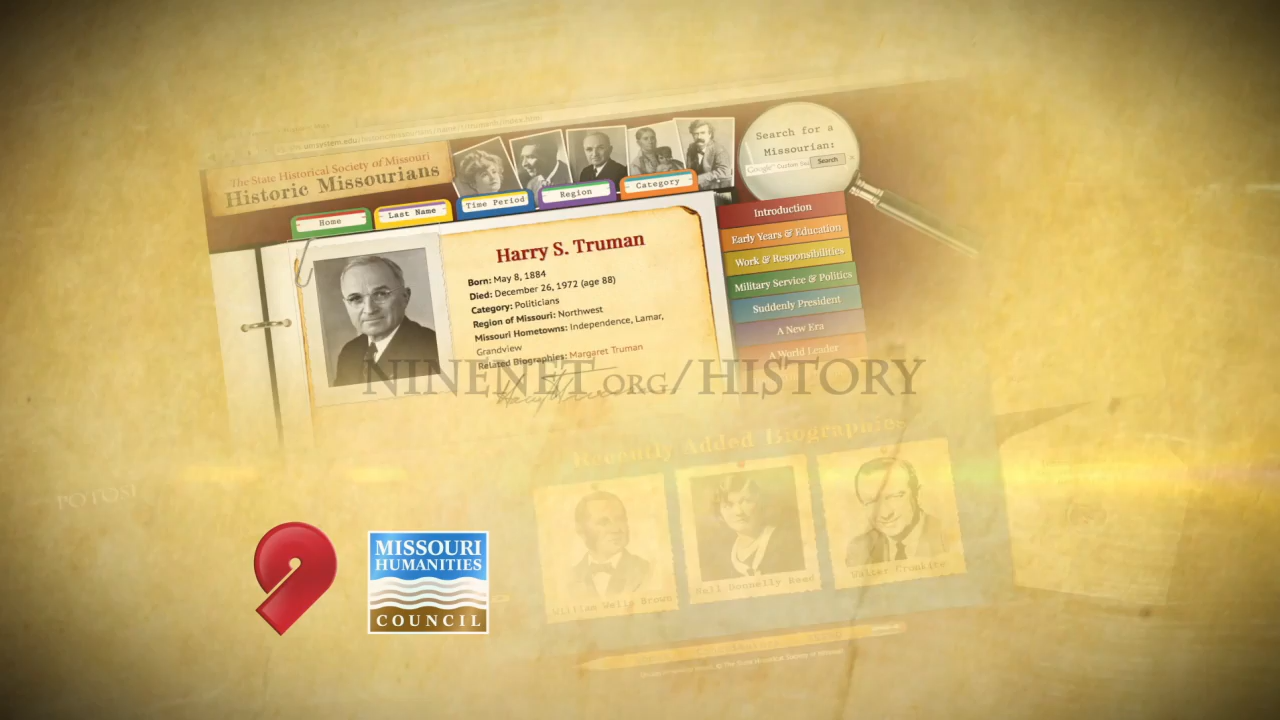 The State Historical Society of Missouri
Historic Missourians
Search for a
Missourian:
Google Custom
Search
Home
Last Name
Time Period
Region
Category
Introduction
Early Years & Education
Work & Responsibilities
Military Service & Politics
Suddenly President
A New Era
A World Leader
Harry S. Truman
Born: May 8, 1884
Died: December 26, 1972 (age 88)
Category: Politicians
Region of Missouri: Northwest
Missouri Hometowns: Independence, Lamar,
Grandview
Related Biographies: Margaret Truman
NINENET.ORG/HISTORY
Recently Added Biographies
POTOSI
William Wells Brown
Nell Donnelly Reed
Walter Cronkite
9
MISSOURI
HUMANITIES
COUNCIL